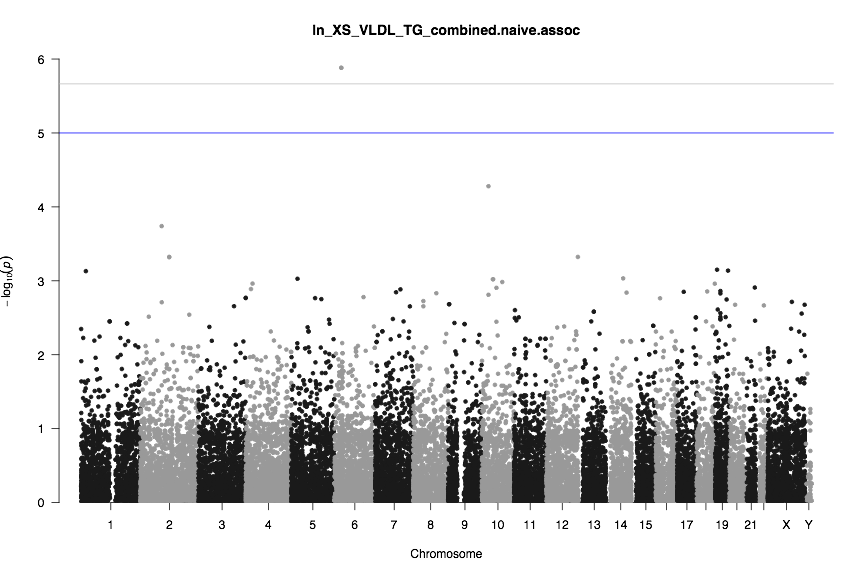 ln_XS_VLDL_TG_combined.naive.assoc
6
5
4
3
2
1
0
−log10(p)
1 2 3 4 5 6 7 8 9 10 11 12 13 14 15 17 19 21 X Y
Chromosome